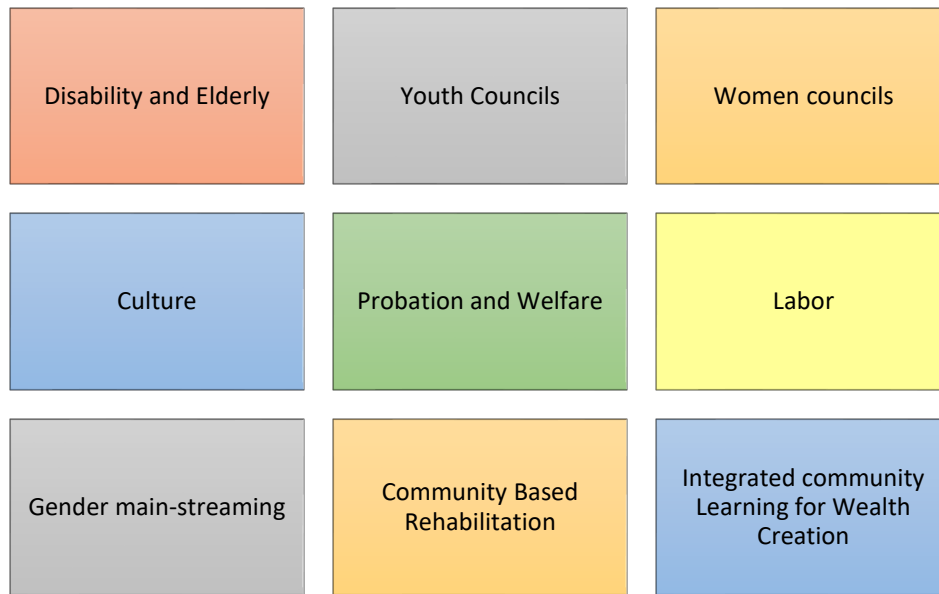 Disability and Elderly
Youth Councils
Women councils
Culture
Probation and Welfare
Labor
Gender main-streaming
Community Based
Rehabilitation
Integrated community
Learning for Wealth
Creation